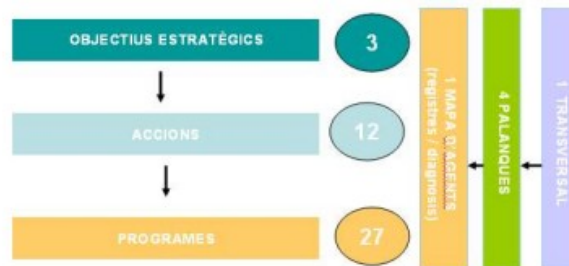 OBJECTIUS ESTRATÈGICS
3
ACCIONS
12
PROGRAMES
27
1 MAPA D'AGENTS
(registres / diagnosis)
4 PALANQUES
1 TRANSVERSAL